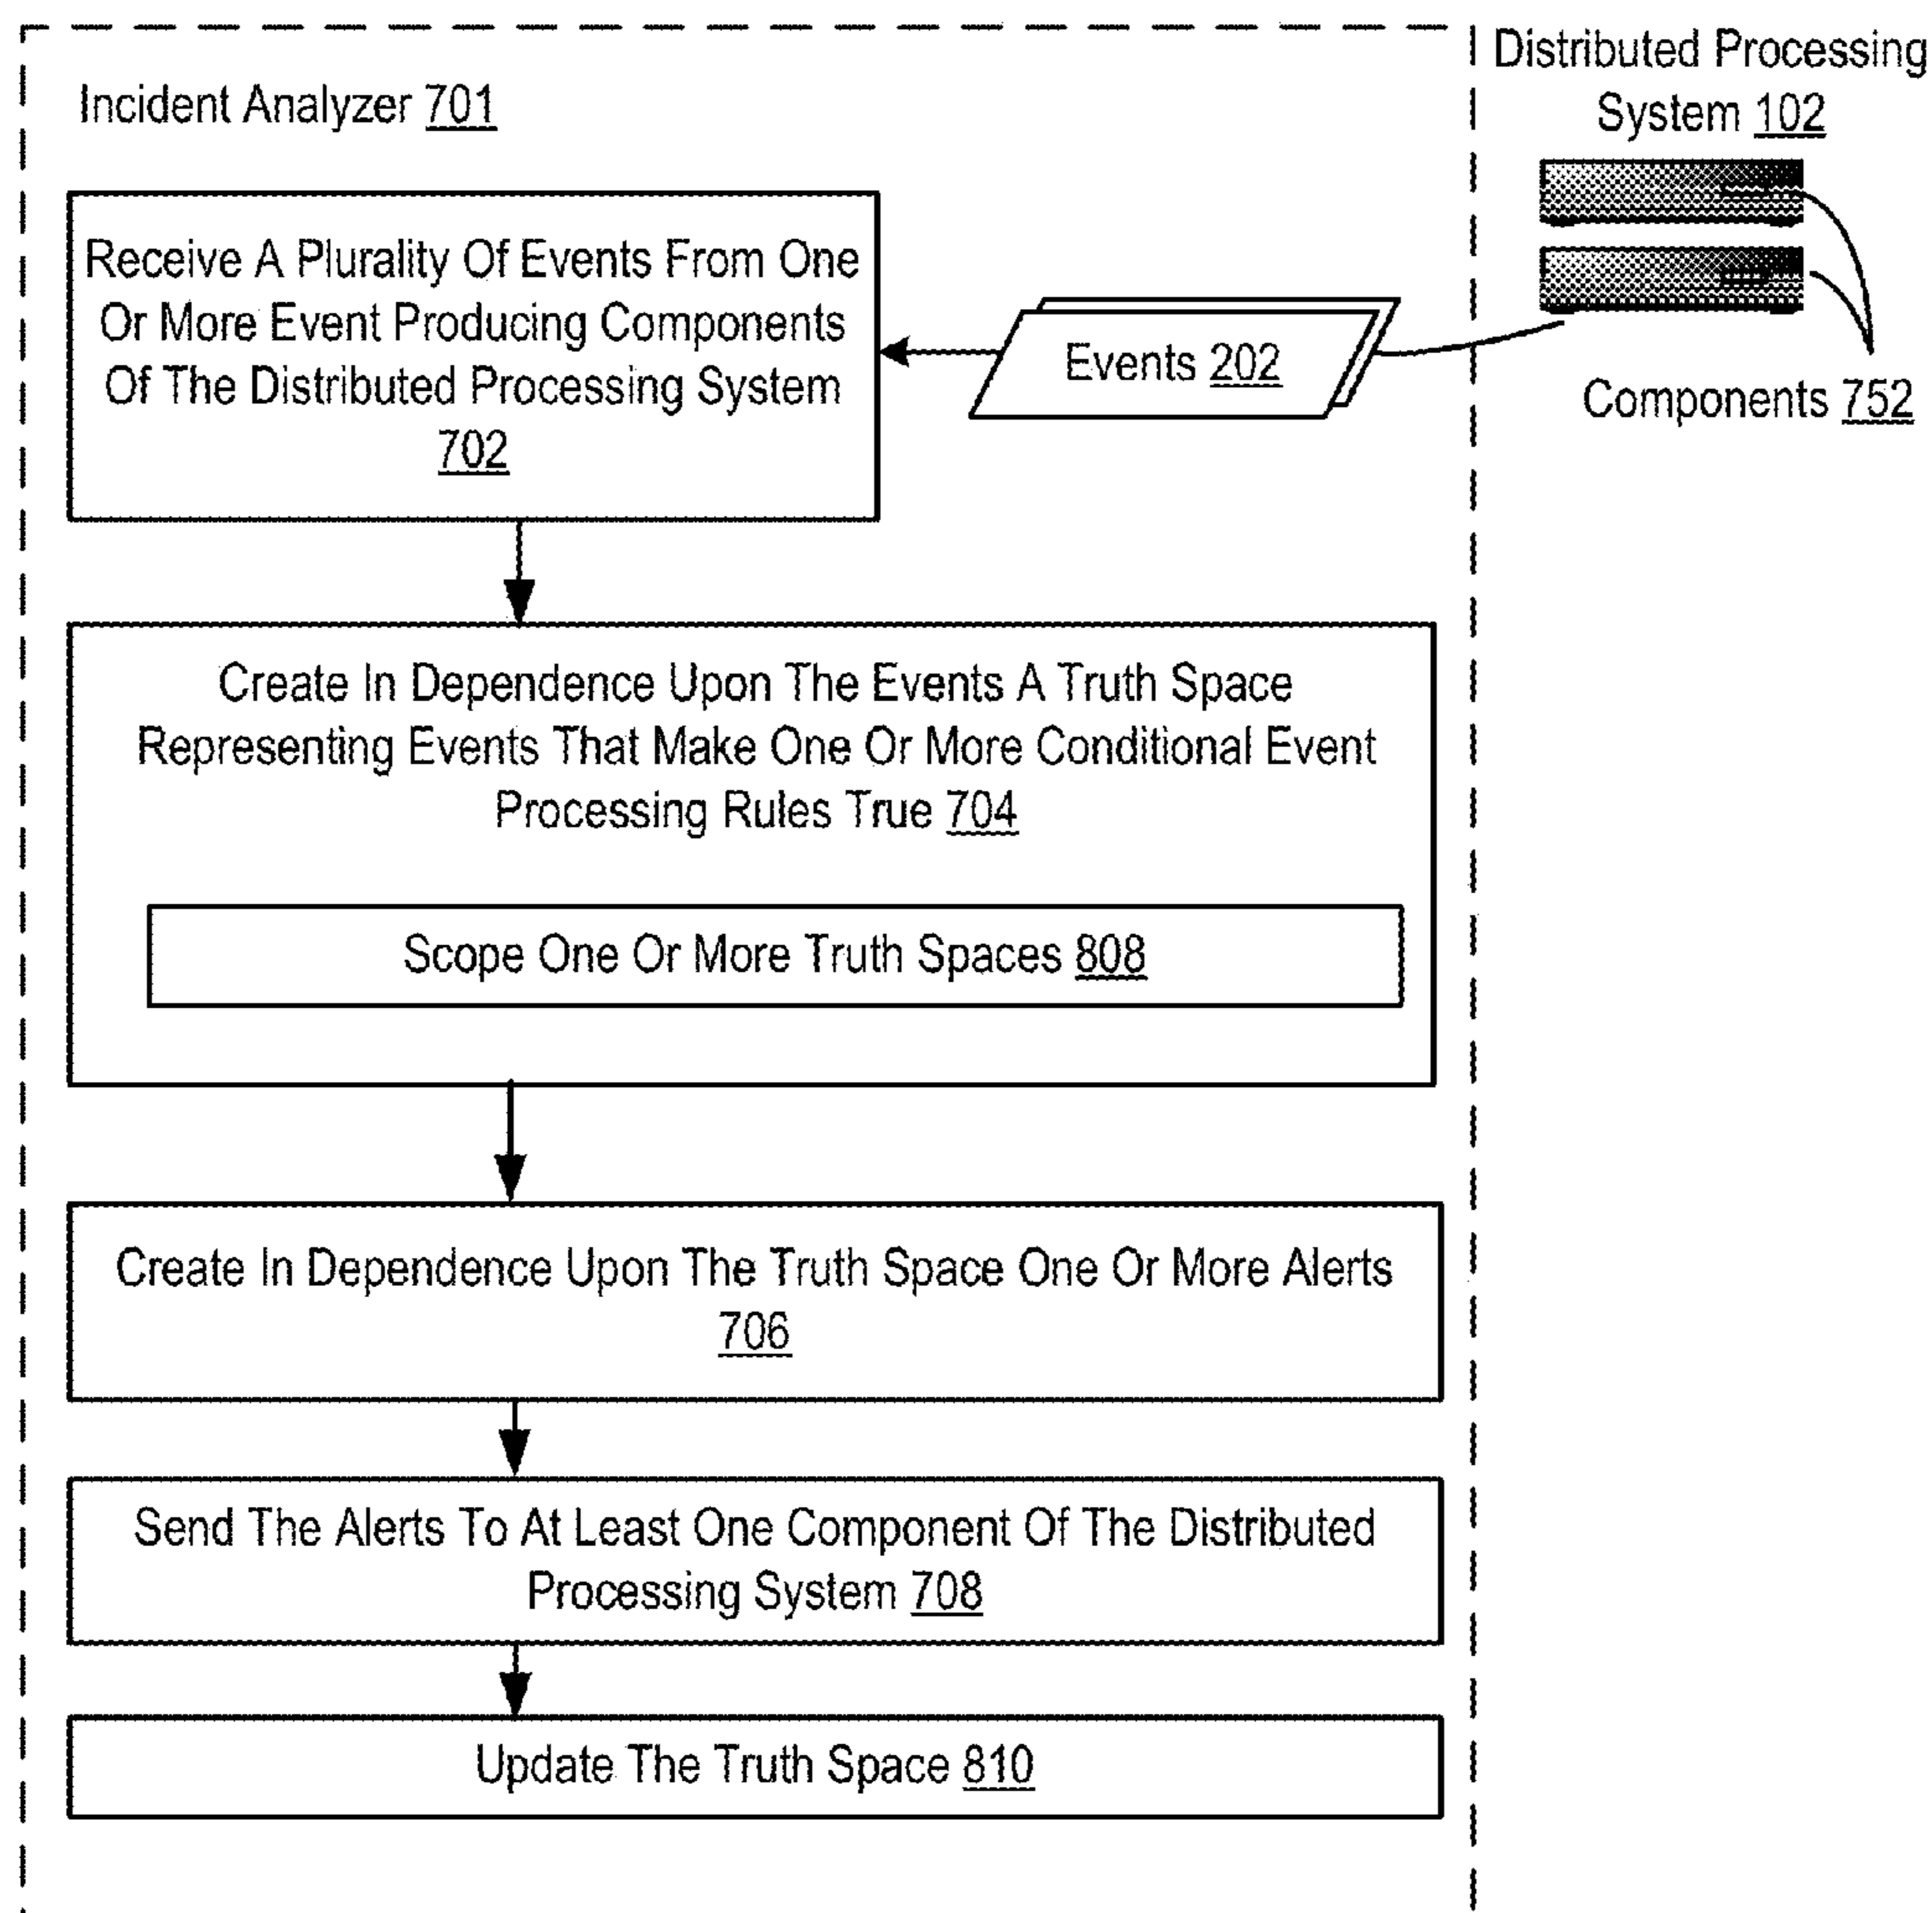 Distributed Processing
System 102
Incident Analyzer 701
Receive A Plurality Of Events From One
Or More Event Producing Components
Of The Distributed Processing System
702
Events 202
Components 752
Create In Dependence Upon The Events A Truth Space
Representing Events That Make One Or More Conditional Event
Processing Rules True 704
Scope One Or More Truth Spaces 808
Create In Dependence Upon The Truth Space One Or More Alerts
706
Send The Alerts To At Least One Component Of The Distributed
Processing System 708
Update The Truth Space 810